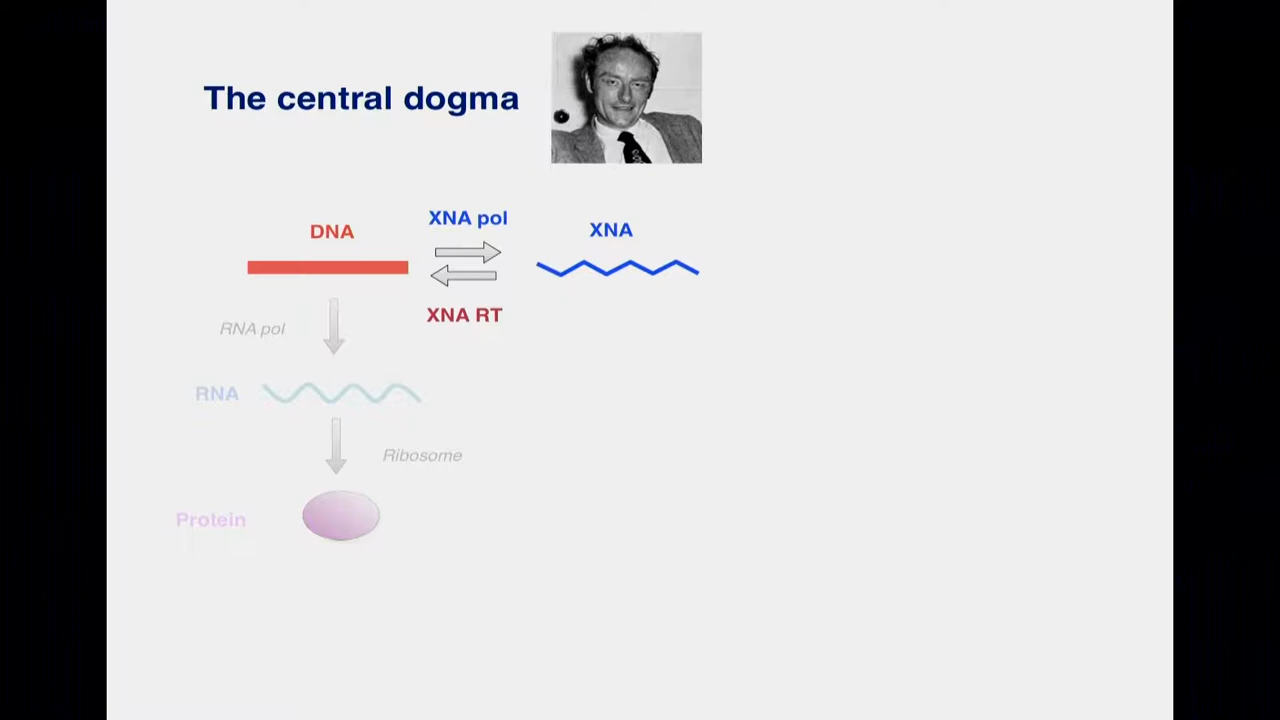 The central dogma
DNA
XNA pol
XNA
XNA RT
RNA pol
RNA
Ribosome
Protein